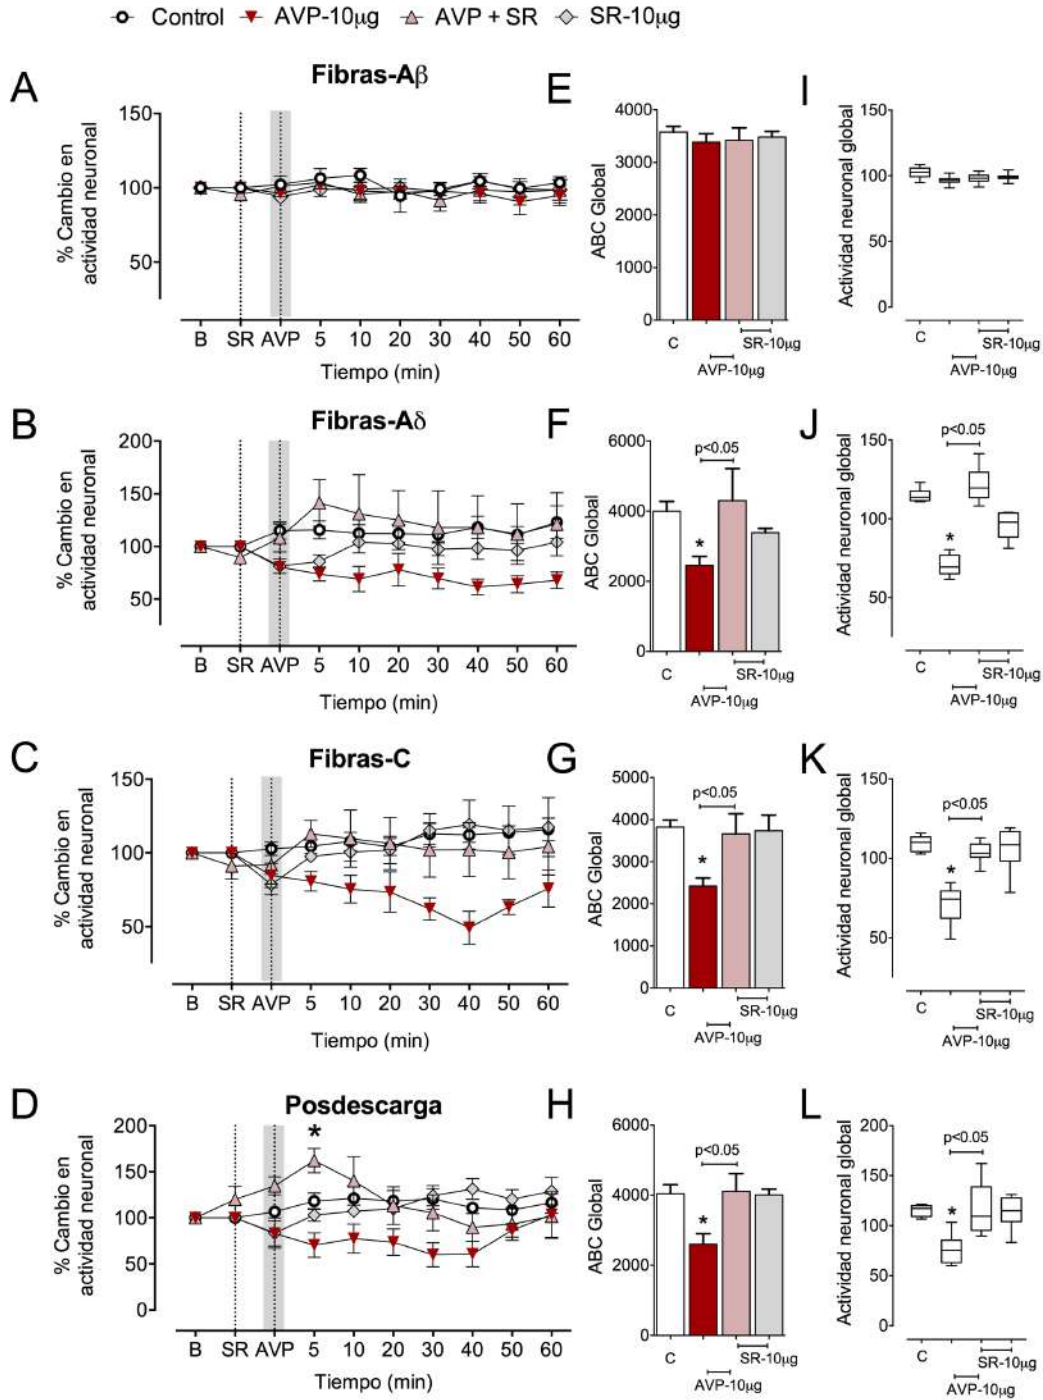 Control AVP-10µg AVP + SR SR-10µg
A Fibras-Aβ
% Cambio en
actividad neuronal
150
100
50
B SR AVP 5 10 20 30 40 50 60
Tiempo (min)
E
ABC Global
4000
3000
2000
1000
0
C SR-10µg
AVP-10µg
I
Actividad neuronal global
150
100
50
0
C SR-10µg
AVP-10µg
B Fibras-Aδ
% Cambio en
actividad neuronal
200
150
100
50
B SR AVP 5 10 20 30 40 50 60
Tiempo (min)
F
ABC Global
6000
4000
2000
0
p<0.05
*
C SR-10µg
AVP-10µg
J
Actividad neuronal global
150
100
50
p<0.05
*
C SR-10µg
AVP-10µg
C Fibras-C
% Cambio en
actividad neuronal
150
100
50
B SR AVP 5 10 20 30 40 50 60
Tiempo (min)
G
ABC Global
5000
4000
3000
2000
1000
0
p<0.05
*
C SR-10µg
AVP-10µg
K
Actividad neuronal global
150
100
50
p<0.05
*
C SR-10µg
AVP-10µg
D Posdescarga
% Cambio en
actividad neuronal
200
150
100
50
0
*
B SR AVP 5 10 20 30 40 50 60
Tiempo (min)
H
ABC Global
6000
4000
2000
0
p<0.05
*
C SR-10µg
AVP-10µg
L
Actividad neuronal global
200
150
100
50
0
p<0.05
*
C SR-10µg
AVP-10µg